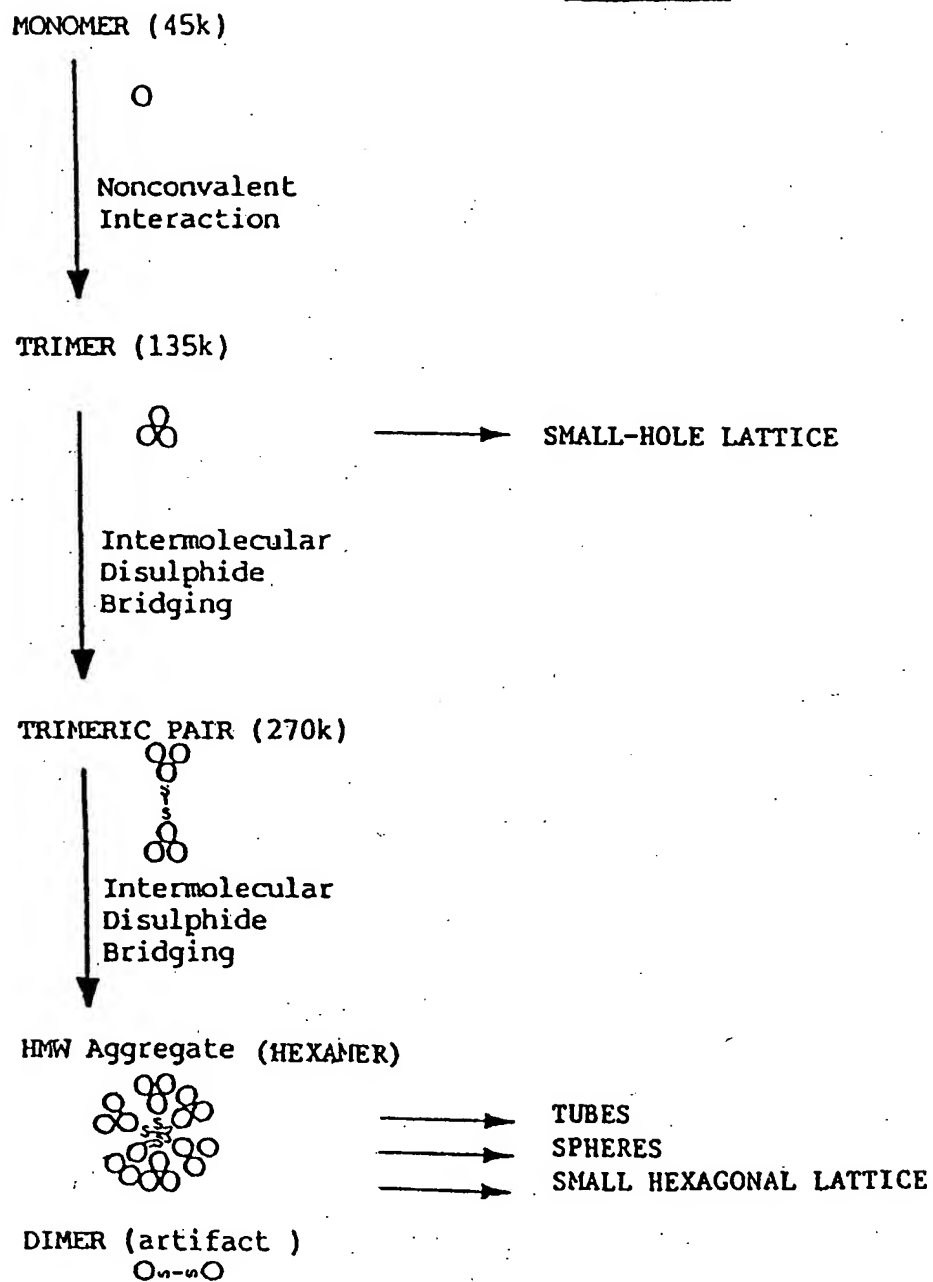 MONOMER (45k)
Nonconvalent
Interaction
TRIMER (135k)
SMALL-HOLE LATTICE
Intermolecular
Disulphide
Bridging
TRIMERIC PAIR (270k)
S
S
Intermolecular
Disulphide
Bridging
HMW Aggregate (HEXAMER)
TUBES
SPHERES
SMALL HEXAGONAL LATTICE
DIMER (artifact )
s-s